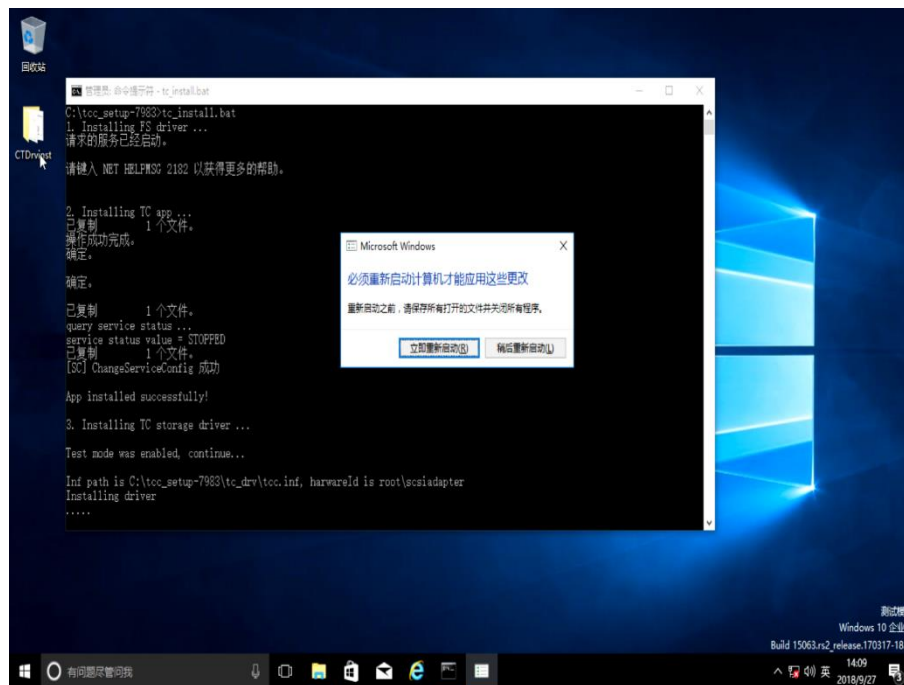 回收站
CTDrvinst
管理员: 命令提示符 - tc_install.bat
C:\tcc_setup-7983>tc_install.bat
1. Installing FS driver ...
请求的服务已经启动。
请键入 NET HELPMSG 2182 以获得更多的帮助。
2. Installing TC app ...
已复制 1 个文件。
操作成功完成。
确定。
确定。
已复制 1 个文件。
query service status ...
service status value = STOPPED
已复制 1 个文件。
[SC] ChangeServiceConfig 成功
App installed successfully!
3. Installing TC storage driver ...
Test mode was enabled, continue...
Inf path is C:\tcc_setup-7983\tc_drv\tcc.inf, harwareId is root\scsiadapter
Installing driver
.....
Microsoft Windows
必须重新启动计算机才能应用这些更改
重新启动之前，请保存所有打开的文件并关闭所有程序。
立即重新启动(R)
稍后重新启动(L)
测试模
Windows 10 企业
Build 15063.rs2_release.170317-18
有问题尽管问我
英
14:09
2018/9/27
3